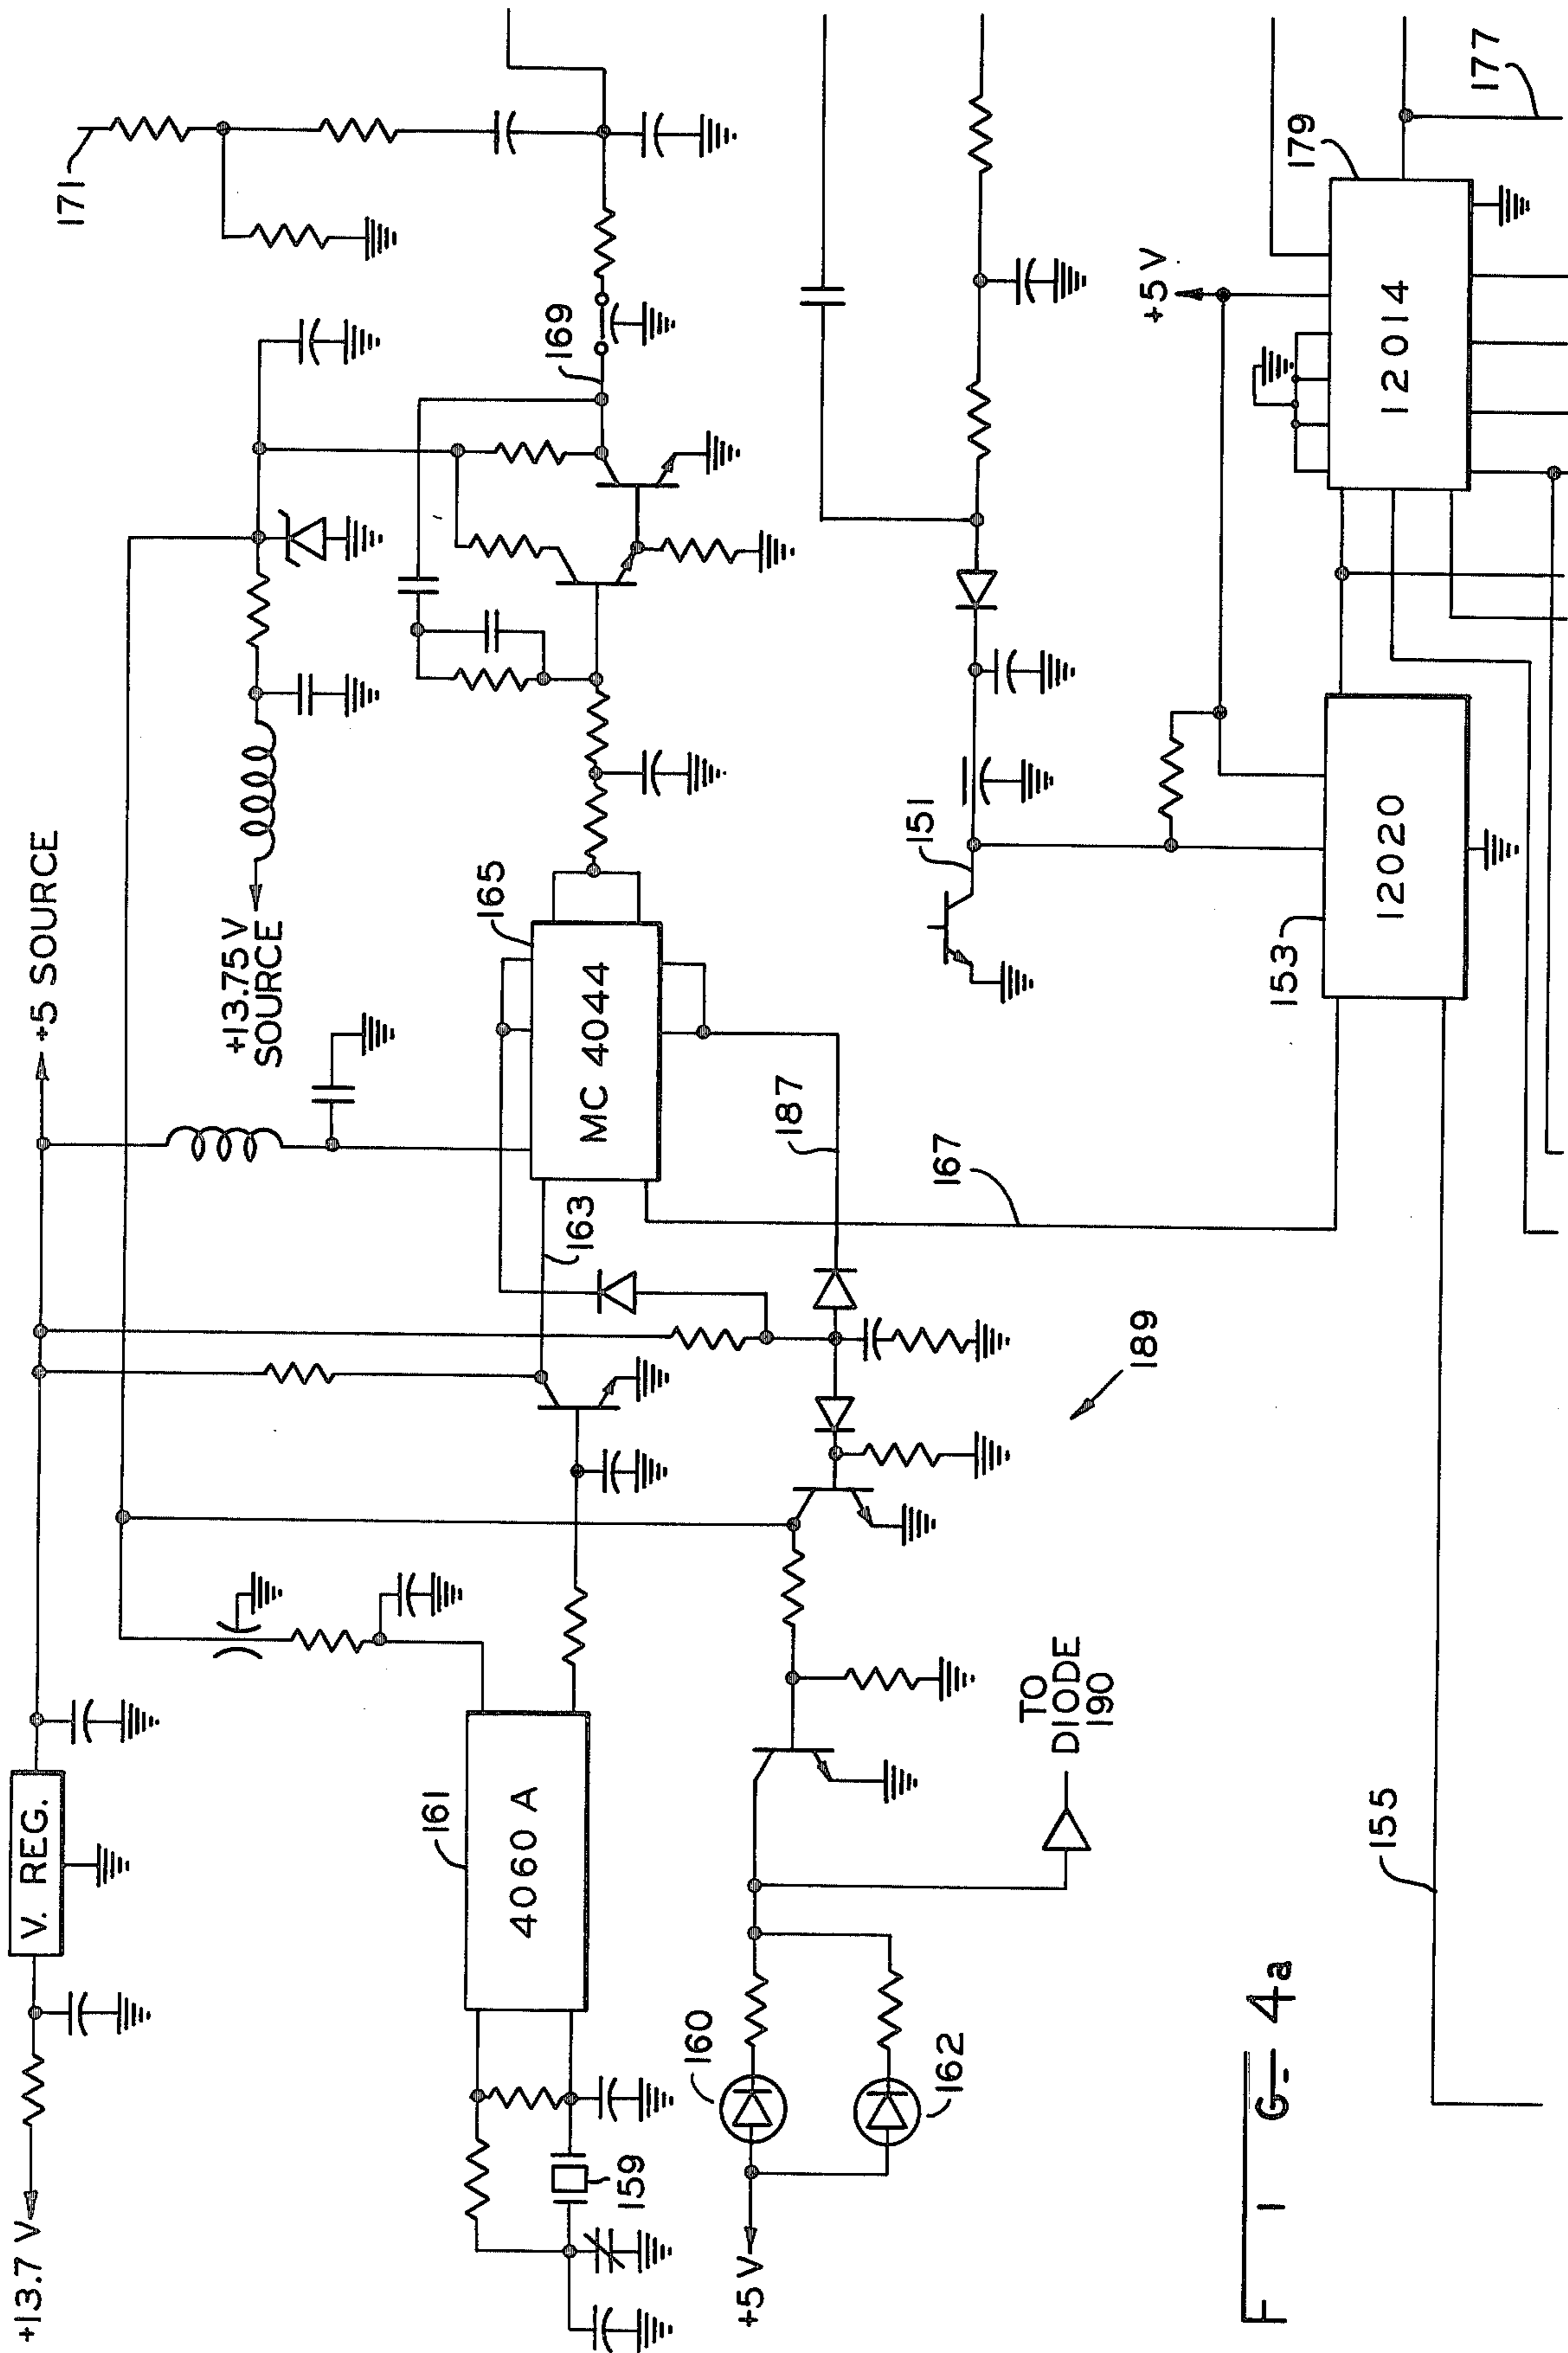 +13.7 V
V. REG.
+5 SOURCE
171
+13.75 V
SOURCE
161
4060 A
159
163
165
MC 4044
169
160
162
+5 V
TO
DIODE
190
189
187
167
151
153
12020
+5 V
179
12014
177
155
FIG-4a